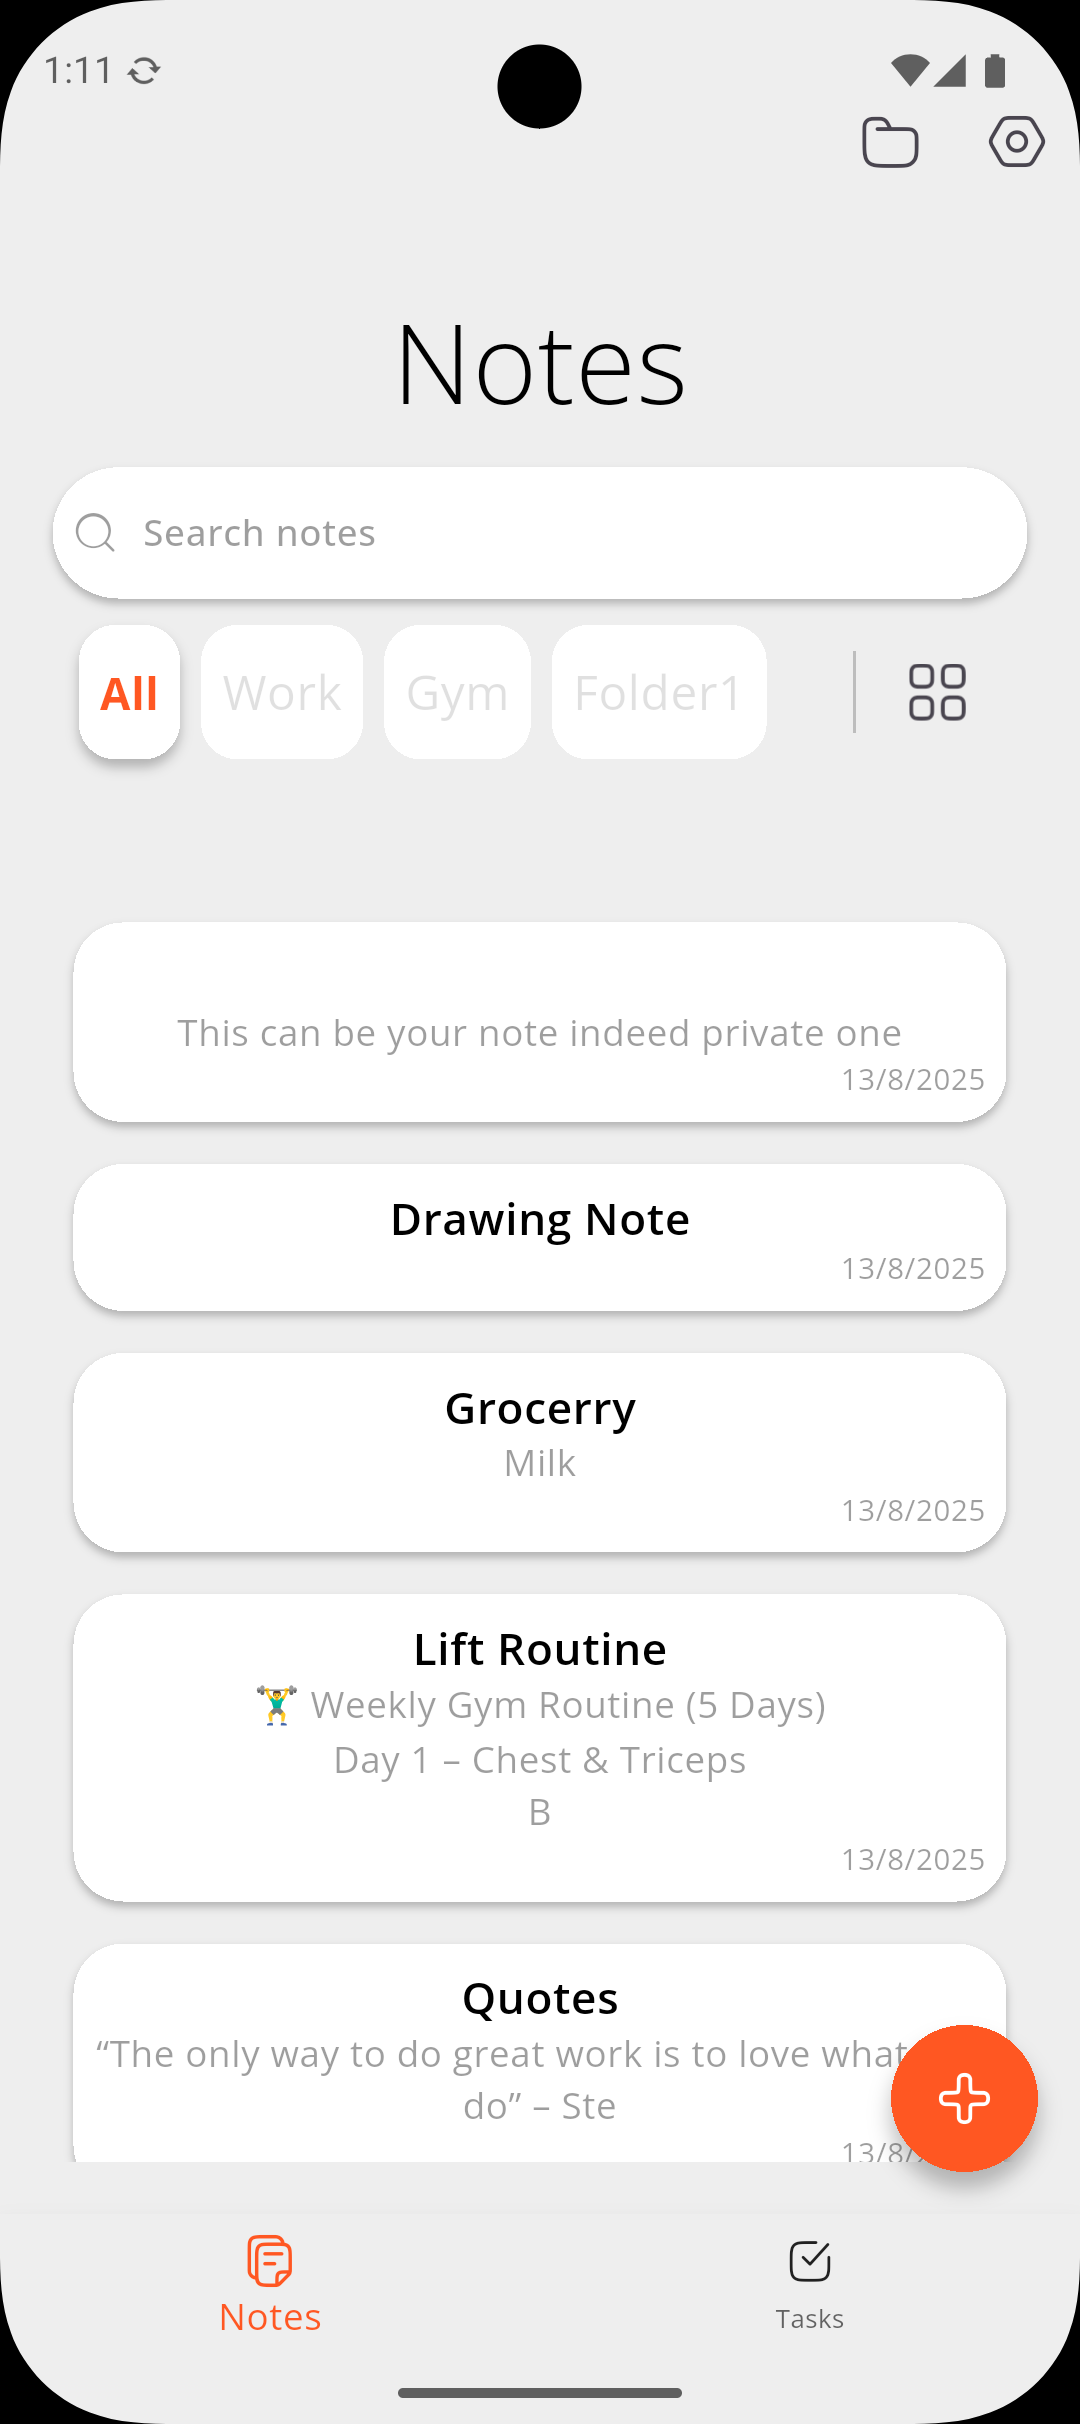 1:11
Notes
Search notes
All Work Gym Folder1
This can be your note indeed private one
13/8/2025
Drawing Note
13/8/2025
Grocerry
Milk
13/8/2025
Lift Routine
🏋️‍♂️ Weekly Gym Routine (5 Days)
Day 1 – Chest & Triceps
B
13/8/2025
Quotes
“The only way to do great work is to love what
do” – Ste
13/8/
Notes
Tasks